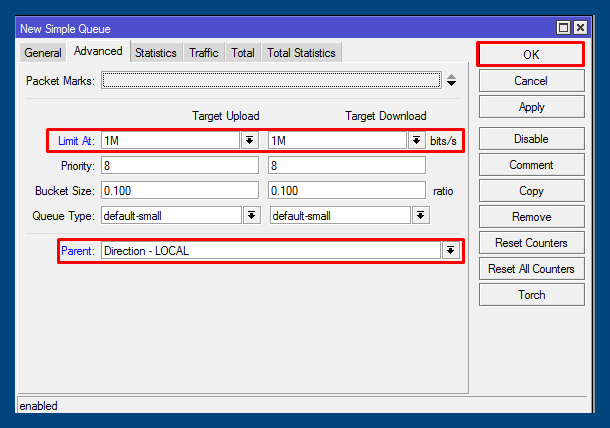 New Simple Queue
General Advanced Statistics Traffic Total Total Statistics
OK
Packet Marks:
Cancel
Apply
Target Upload Target Download
Limit At: 1M 1M bits/s
Disable
Priority: 8 8
Comment
Bucket Size: 0.100 0.100 ratio
Copy
Queue Type: default-small default-small
Remove
Reset Counters
Parent: Direction - LOCAL
Reset All Counters
Torch
enabled